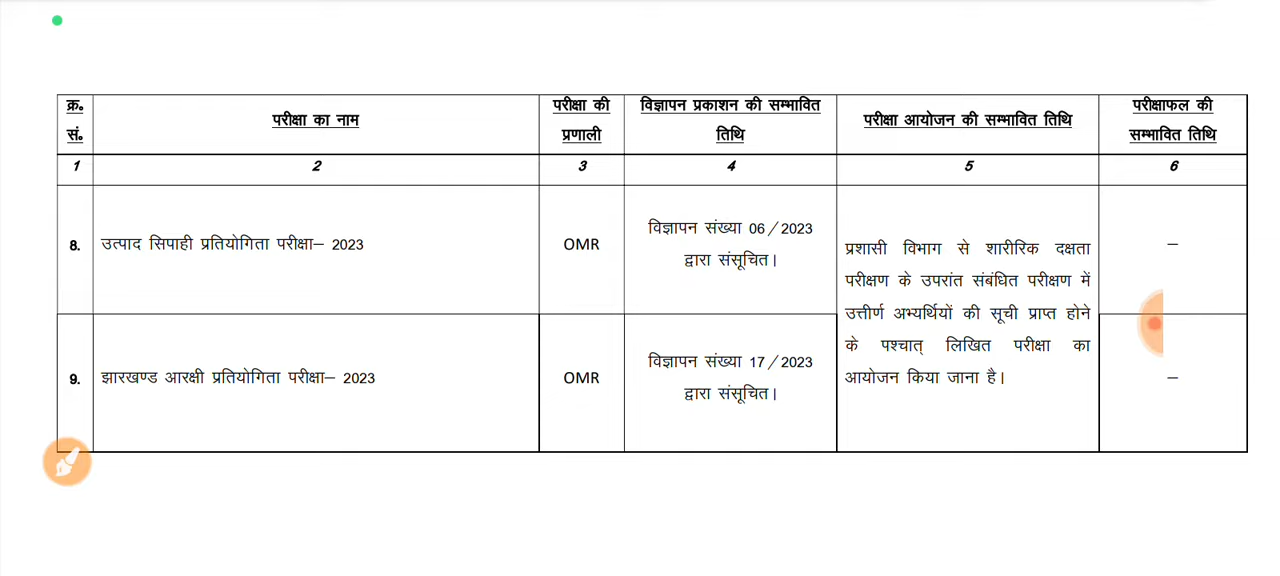 क्र॰ सं॰
परीक्षा का नाम
परीक्षा की प्रणाली
विज्ञापन प्रकाशन की सम्भावित तिथि
परीक्षा आयोजन की सम्भावित तिथि
परीक्षाफल की सम्भावित तिथि
1 2 3 4 5 6
8. उत्पाद सिपाही प्रतियोगिता परीक्षा– 2023
OMR
विज्ञापन संख्या 06/2023
द्वारा संसूचित।
प्रशासी विभाग से शारीरिक दक्षता
परीक्षण के उपरांत संबंधित परीक्षण में
उत्तीर्ण अभ्यर्थियों की सूची प्राप्त होने
के पश्चात् लिखित परीक्षा का
आयोजन किया जाना है।
–
9. झारखण्ड आरक्षी प्रतियोगिता परीक्षा– 2023
OMR
विज्ञापन संख्या 17/2023
द्वारा संसूचित।
–